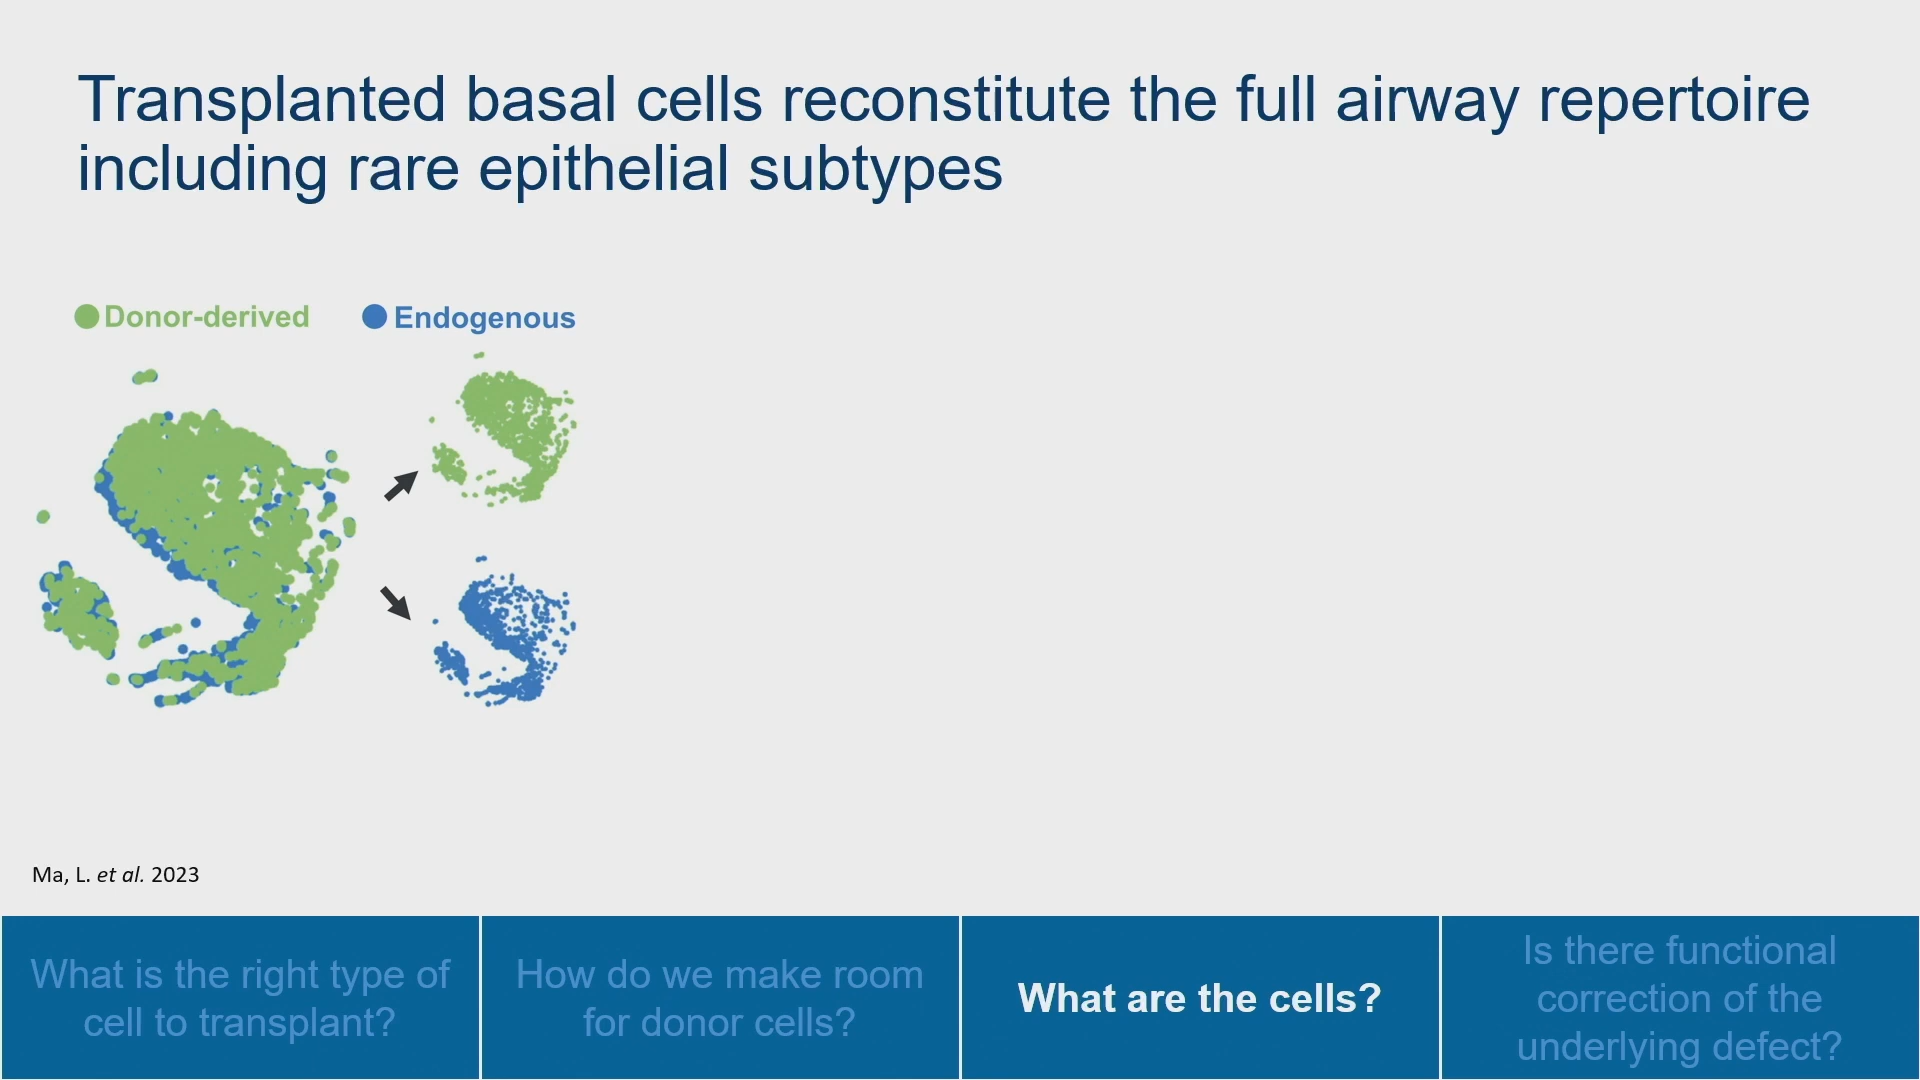 Transplanted basal cells reconstitute the full airway repertoire
including rare epithelial subtypes
Donor-derived
Endogenous
Ma, L. et al. 2023
What is the right type of
cell to transplant?
How do we make room
for donor cells?
What are the cells?
Is there functional
correction of the
underlying defect?